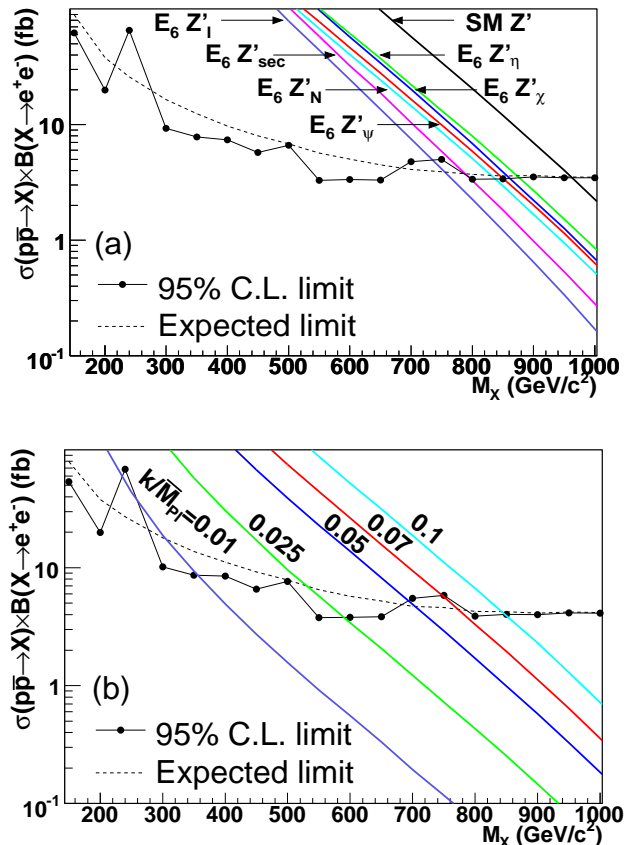 E6 Z'I
SM Z'
E6 Z'sec
E6 Z'η
E6 Z'N
E6 Z'χ
E6 Z'ψ
σ(pp̅→X)×B(X→e+e-) (fb)
10
1
10-1
(a)
95% C.L. limit
Expected limit
200 300 400 500 600 700 800 900 1000
MX (GeV/c2)
k/M̅Pl=0.01
0.025
0.05
0.07
0.1
σ(pp̅→X)×B(X→e+e-) (fb)
10
1
10-1
(b)
95% C.L. limit
Expected limit
200 300 400 500 600 700 800 900 1000
MX (GeV/c2)